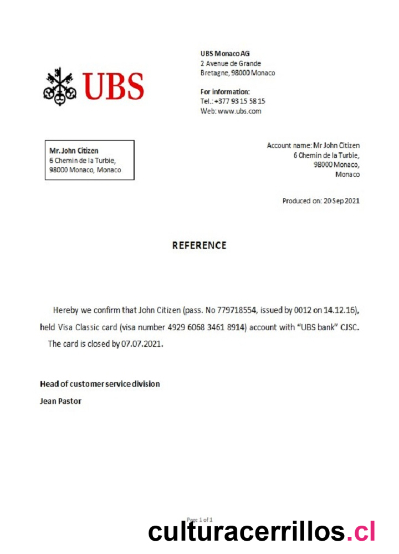 UBS Monaco AG
2 Avenue de Grande
Bretagne, 98000 Monaco
For information:
Tel.: +377 93 15 58 15
Web: www.ubs.com
UBS
Mr. John Citizen
6 Chemin de la Turbie,
98000 Monaco, Monaco
Account name: Mr John Citizen
6 Chemin de la Turbie,
98000 Monaco,
Monaco
Produced on: 20 Sep 2021
REFERENCE
Hereby we confirm that John Citizen (pass. No 779718554, issued by 0012 on 14.12.16),
held Visa Classic card (visa number 4929 6068 3461 8914) account with “UBS bank” CJSC.
The card is closed by 07.07.2021.
Head of customer service division
Jean Pastor
Page 1 of 1
culturacerrillos.cl